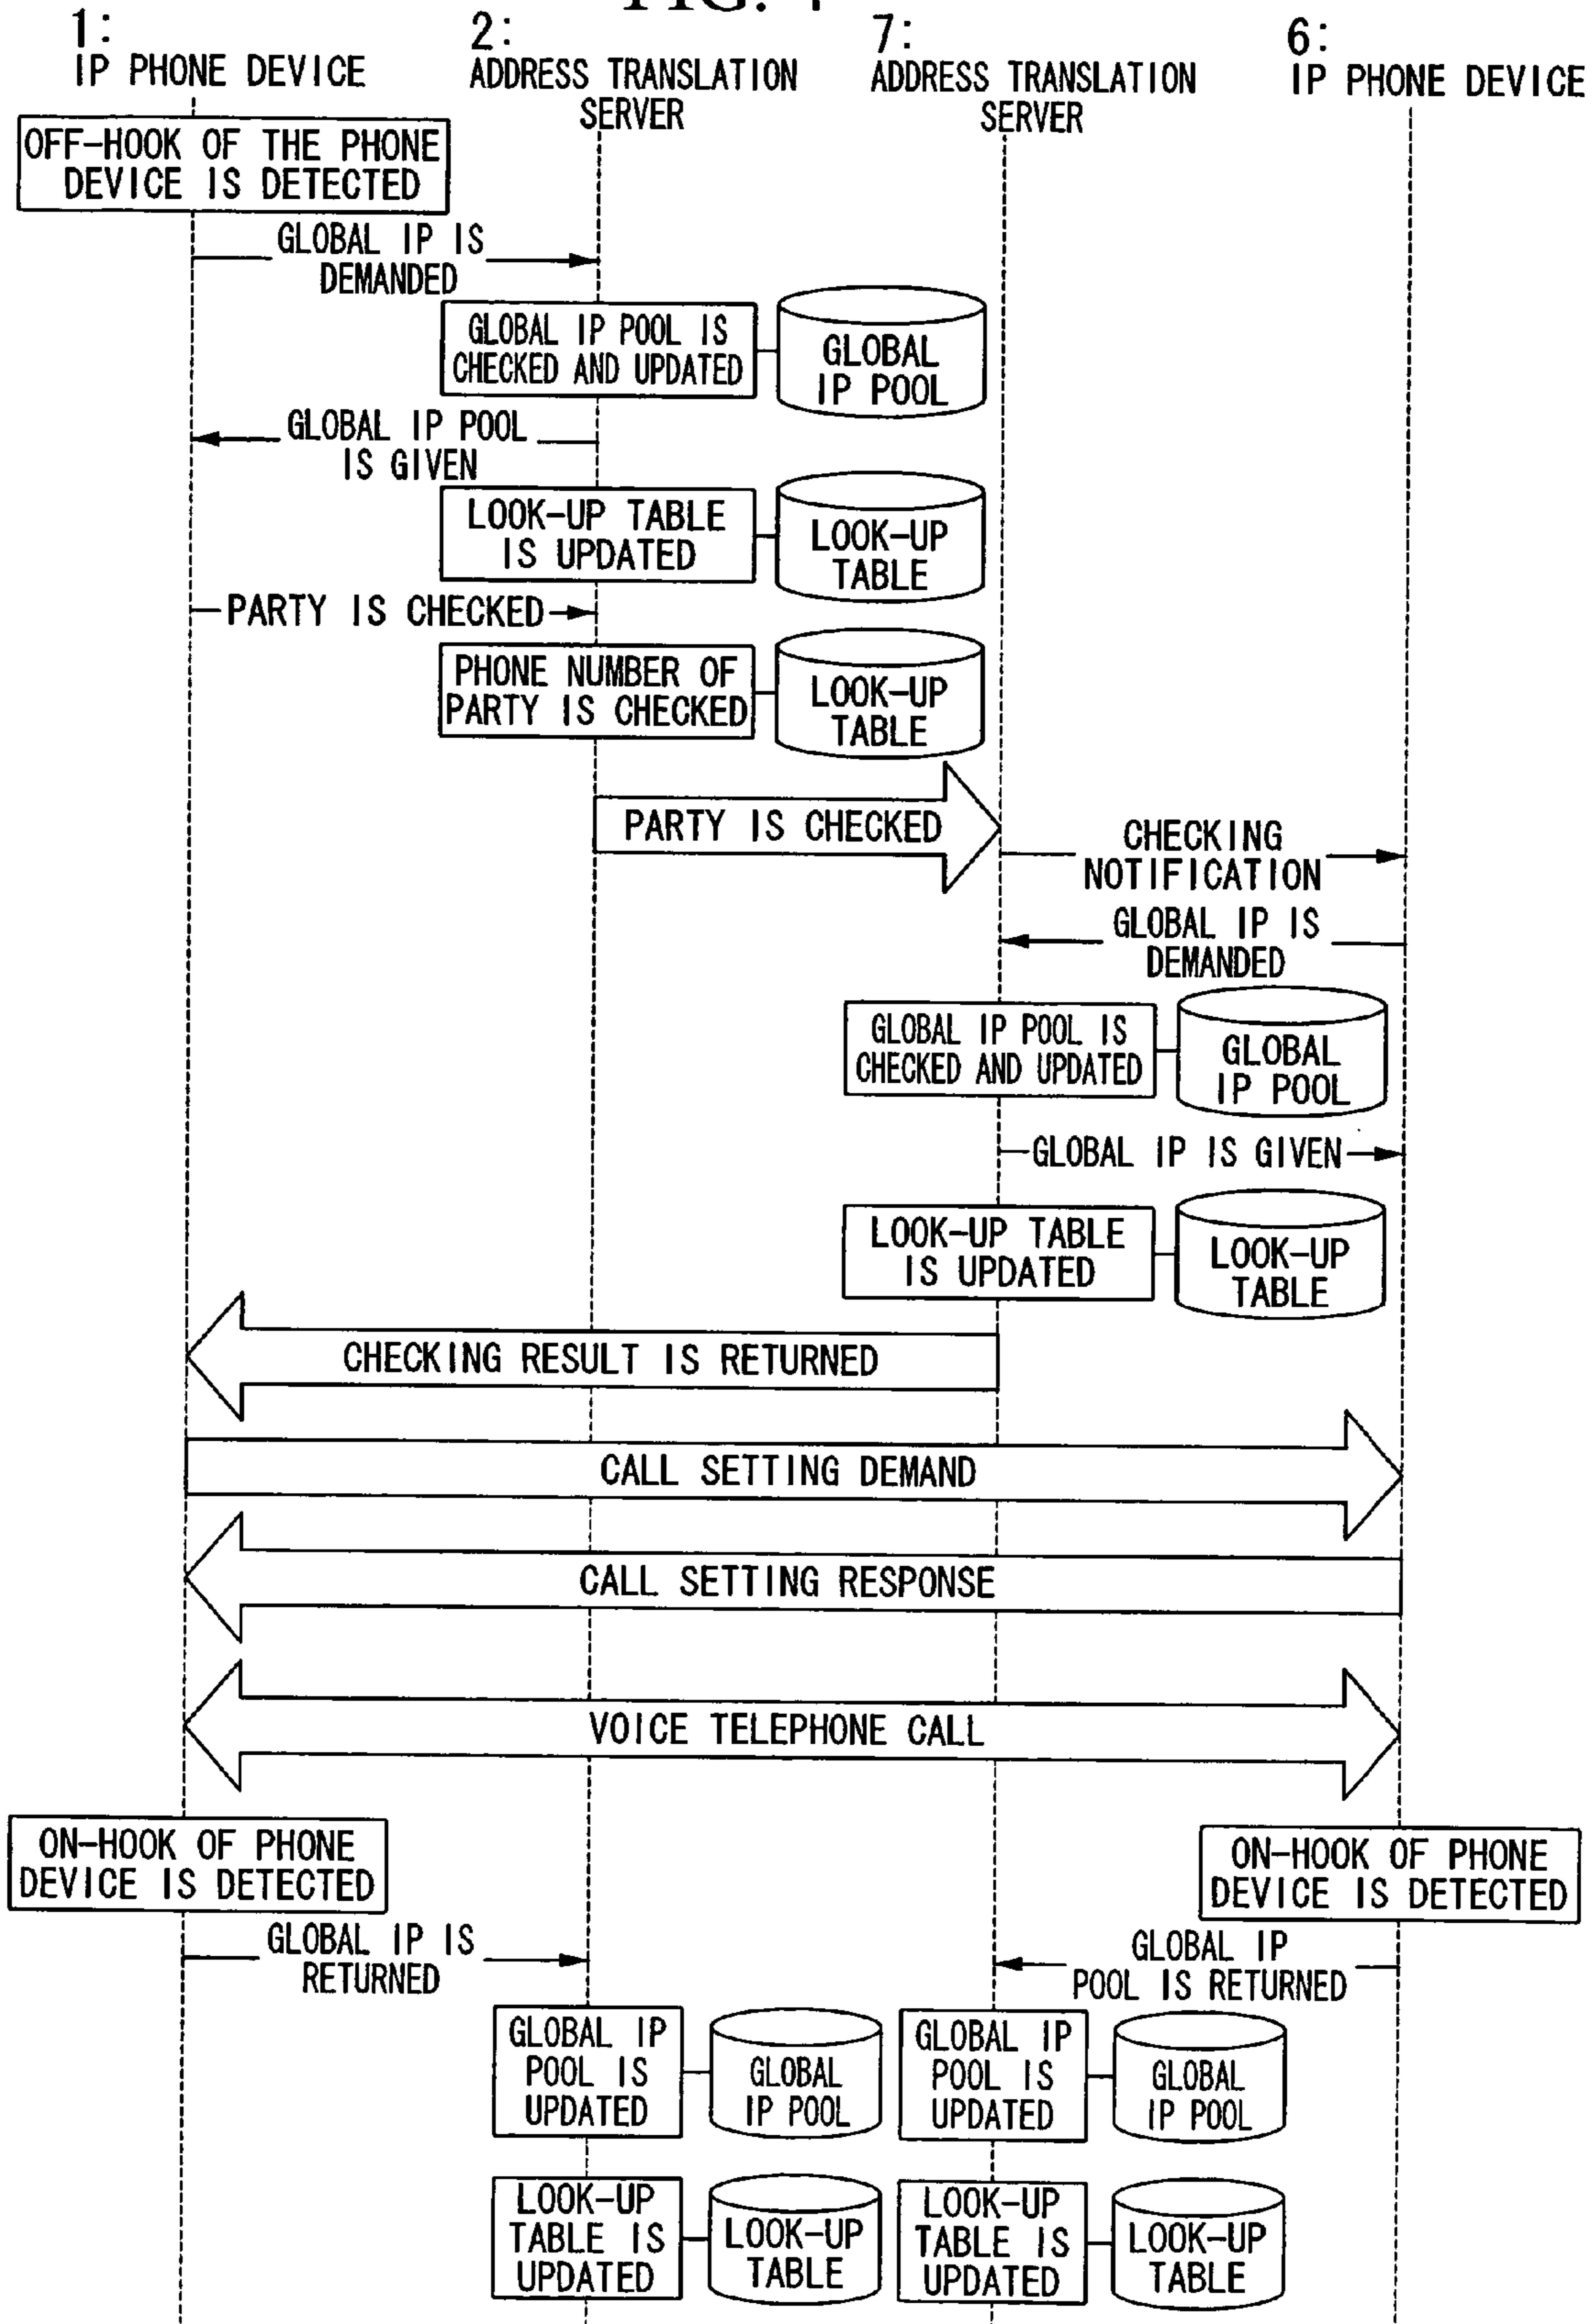 FIG. 4
1:
IP PHONE DEVICE
2:
ADDRESS TRANSLATION
SERVER
7:
ADDRESS TRANSLATION
SERVER
6:
IP PHONE DEVICE
OFF-HOOK OF THE PHONE
DEVICE IS DETECTED
GLOBAL IP IS
DEMANDED
GLOBAL IP POOL IS
CHECKED AND UPDATED
GLOBAL
IP POOL
GLOBAL IP POOL
IS GIVEN
LOOK-UP TABLE
IS UPDATED
LOOK-UP
TABLE
PARTY IS CHECKED
PHONE NUMBER OF
PARTY IS CHECKED
LOOK-UP
TABLE
PARTY IS CHECKED
CHECKING
NOTIFICATION
GLOBAL IP IS
DEMANDED
GLOBAL IP POOL IS
CHECKED AND UPDATED
GLOBAL
IP POOL
GLOBAL IP IS GIVEN
LOOK-UP TABLE
IS UPDATED
LOOK-UP
TABLE
CHECKING RESULT IS RETURNED
CALL SETTING DEMAND
CALL SETTING RESPONSE
VOICE TELEPHONE CALL
ON-HOOK OF PHONE
DEVICE IS DETECTED
ON-HOOK OF PHONE
DEVICE IS DETECTED
GLOBAL IP IS
RETURNED
GLOBAL IP
POOL IS RETURNED
GLOBAL IP
POOL IS
UPDATED
GLOBAL
IP POOL
GLOBAL IP
POOL IS
UPDATED
GLOBAL
IP POOL
LOOK-UP
TABLE IS
UPDATED
LOOK-UP
TABLE
LOOK-UP
TABLE IS
UPDATED
LOOK-UP
TABLE